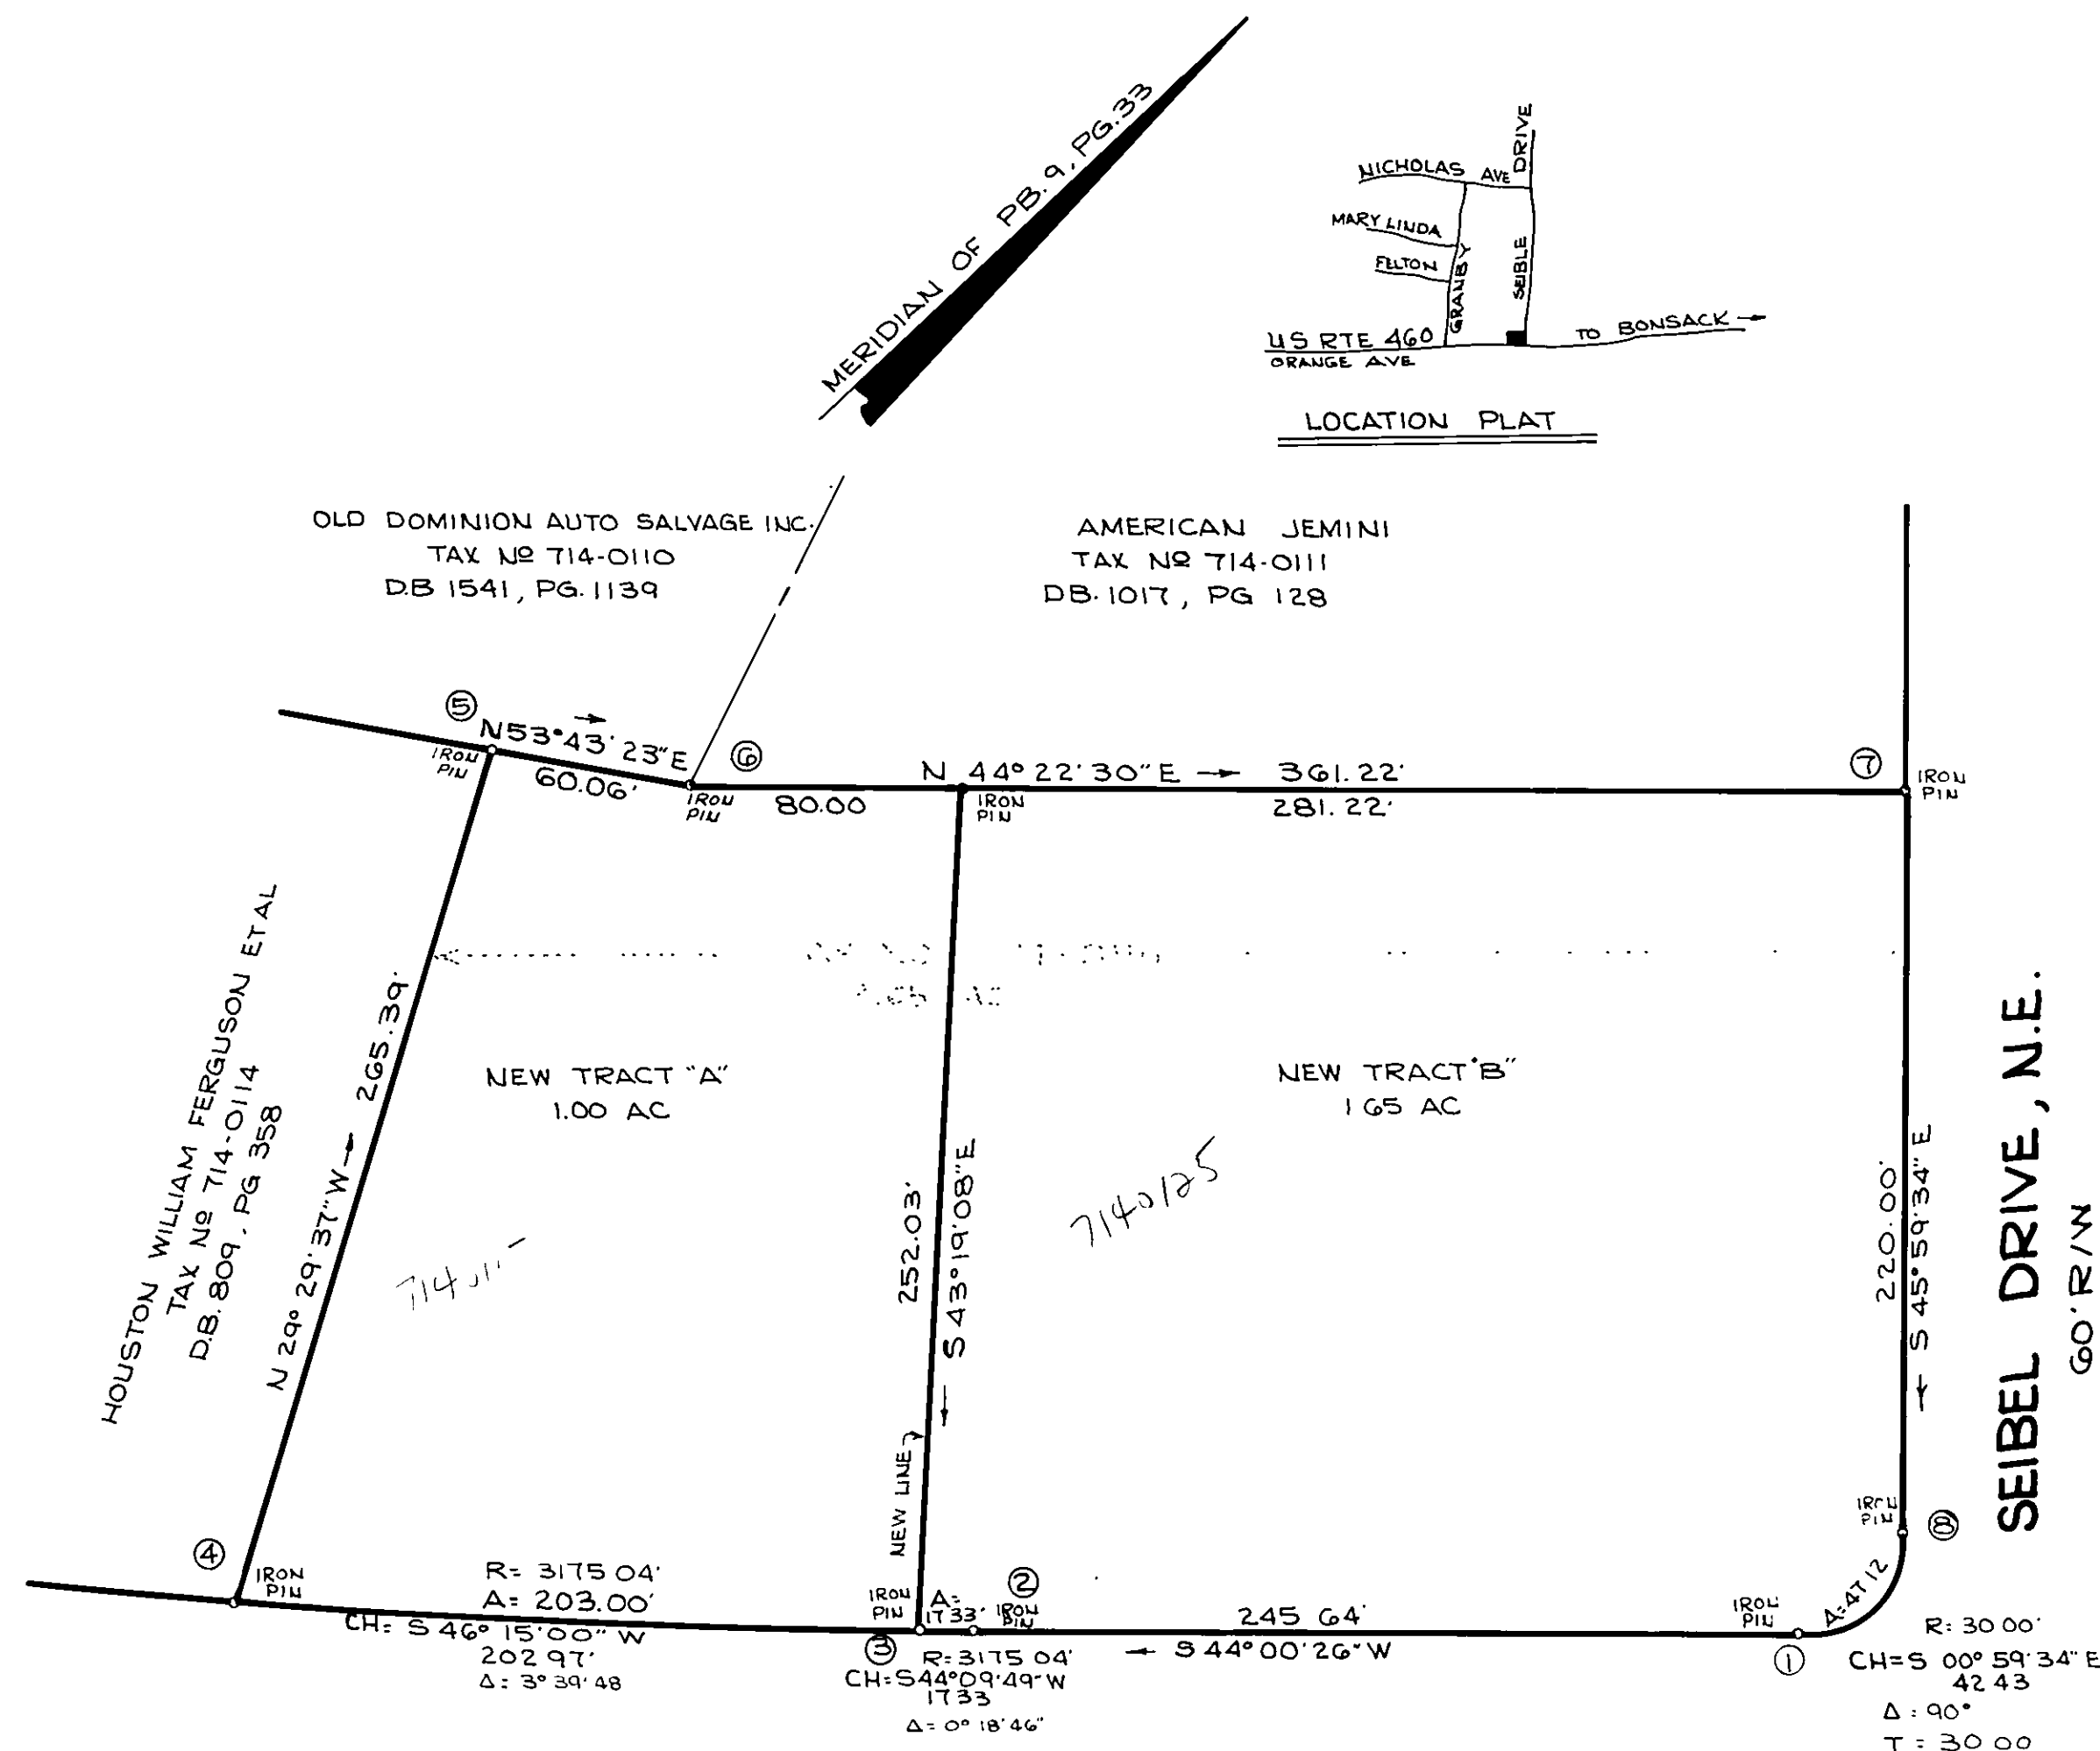 MERIDIAN OF PB. 9, PG. 33
NICHOLAS AVE
DRIVE
MARY LINDA
FELTON
GRANBY
SEIBLE
US RTE 460
ORANGE AVE
TO BONSACK
LOCATION PLAT
OLD DOMINION AUTO SALVAGE INC.
TAX Nº 714-0110
D.B 1541, PG. 1139
AMERICAN JEMINI
TAX Nº 714-0111
DB. 1017, PG 128
5
N53°43'23"E
60.06'
IRON
PIN
6
IRON
PIN
80.00
N 44° 22' 30" E → 361.22'
281.22'
IRON
PIN
7
IRON
PIN
HOUSTON WILLIAM FERGUSON ETAL
TAX Nº 714-0114
D.B. 809, PG 358
N 29° 29' 37" W → 265.39'
NEW TRACT "A"
1.00 AC
NEW TRACT "B"
1 65 AC
7140125
252.03'
S 43° 19' 08" E
NEW LINE
220.00'
S 45° 59' 34" E
SEIBEL DRIVE, N.E.
60' R/W
IRON
PIN
8
4
IRON
PIN
R= 3175 04'
A= 203.00'
CH= S 46° 15' 00" W
202 97'
Δ= 3° 39' 48
IRON
PIN
3
A=
17 33'
2
IRON
PIN
R= 3175 04'
CH= S44° 09' 49" W
17 33
Δ= 0° 18' 46"
245 64'
← S 44° 00' 26" W
IRON
PIN
1
A=47 12
R= 30 00'
CH= S 00° 59' 34" E
42 43
Δ = 90°
T = 30 00